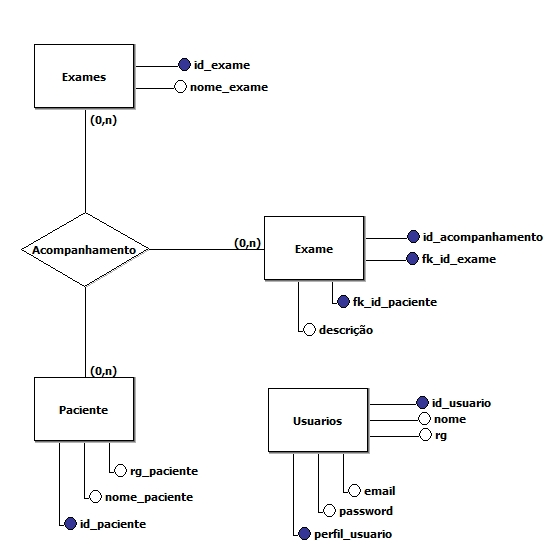 id_exame
Exames
nome_exame
(0,n)
Acompanhamento
(0,n)
Exame
id_acompanhamento
fk_id_exame
fk_id_paciente
descrição
(0,n)
Paciente
rg_paciente
nome_paciente
id_paciente
Usuarios
id_usuario
nome
rg
email
password
perfil_usuario